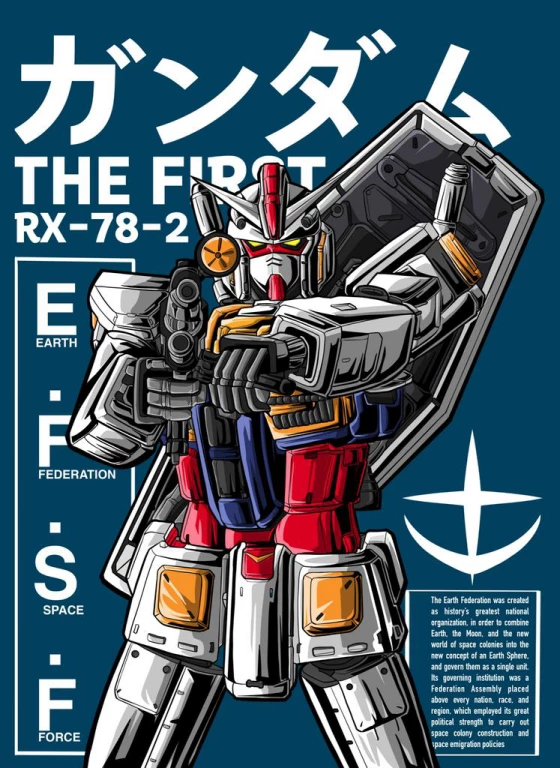 ガンダム
THE FIRST
RX-78-2
E
EARTH
.
F
FEDERATION
.
S
SPACE
.
F
FORCE
The Earth Federation was created
as history's greatest national
organization, in order to combine
Earth, the Moon, and the new
world of space colonies into the
new concept of an Earth Sphere,
and govern them as a single unit.
Its governing institution was a
Federation Assembly placed
above every nation, race, and
region, which employed its great
political strength to carry out
space colony construction and
space emigration policies